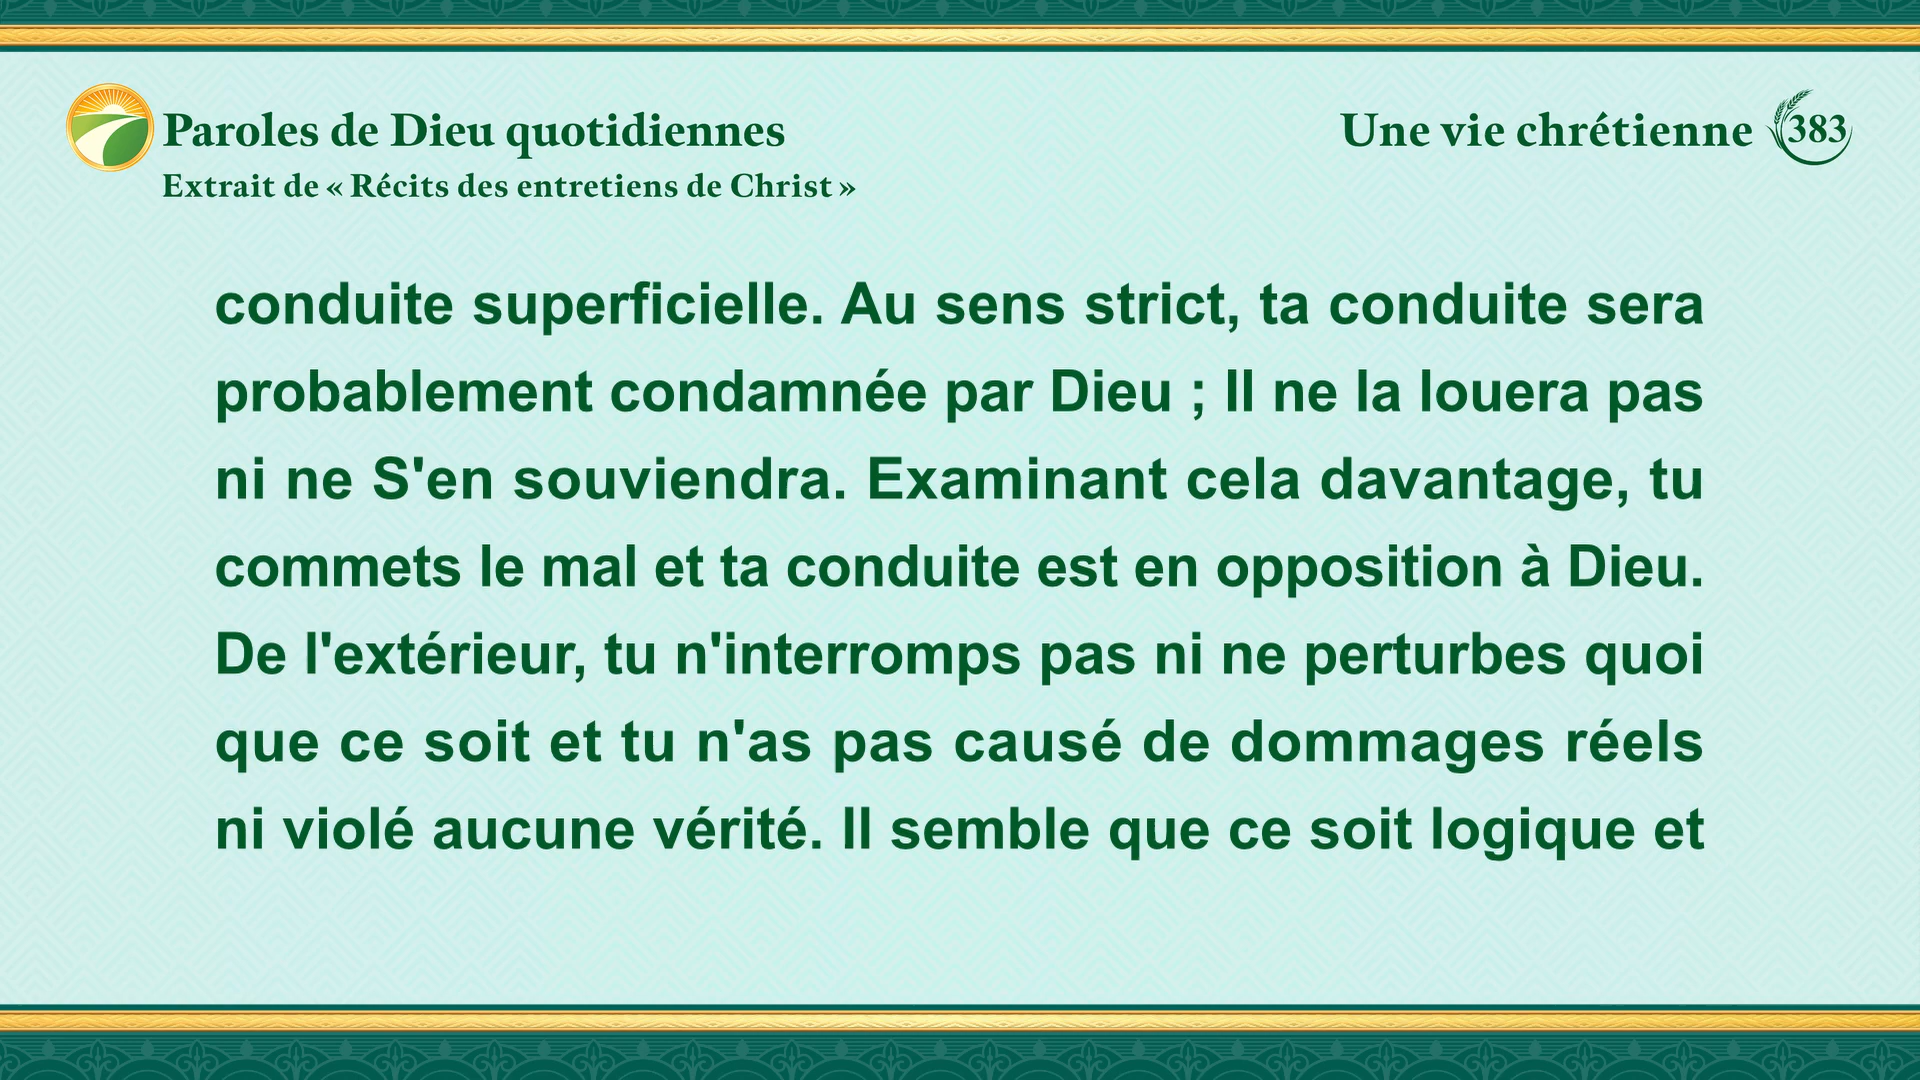 Paroles de Dieu quotidiennes
Extrait de « Récits des entretiens de Christ »
Une vie chrétienne 383
conduite superficielle. Au sens strict, ta conduite sera
probablement condamnée par Dieu ; Il ne la louera pas
ni ne S'en souviendra. Examinant cela davantage, tu
commets le mal et ta conduite est en opposition à Dieu.
De l'extérieur, tu n'interromps pas ni ne perturbes quoi
que ce soit et tu n'as pas causé de dommages réels
ni violé aucune vérité. Il semble que ce soit logique et